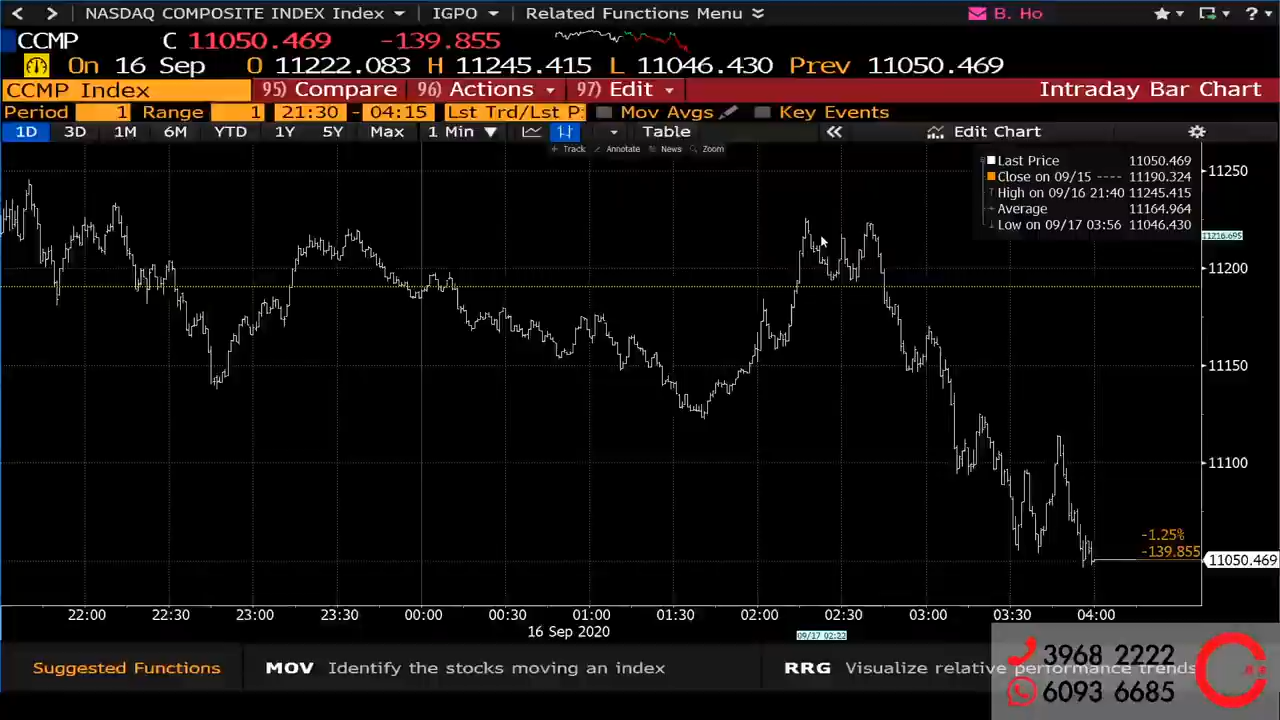 < > NASDAQ COMPOSITE INDEX Index IGPO Related Functions Menu B. Ho ?
CCMP C 11050.469 -139.855
On 16 Sep O 11222.083 H 11245.415 L 11046.430 Prev 11050.469
CCMP Index 95) Compare 96) Actions 97) Edit Intraday Bar Chart
Period 1 Range 1 21:30 - 04:15 Lst Trd/Lst P: Mov Avgs Key Events
1D 3D 1M 6M YTD 1Y 5Y Max 1 Min Table Edit Chart
Track Annotate News Zoom
Last Price 11050.469
Close on 09/15 ---- 11190.324
High on 09/16 21:40 11245.415
Average 11164.964
Low on 09/17 03:56 11046.430
11250
11216.695
11200
11150
11100
-1.25%
-139.855
11050.469
22:00 22:30 23:00 23:30 00:00 00:30 01:00 01:30 02:00 02:30 03:00 03:30 04:00
16 Sep 2020
09/17 02:22
Suggested Functions MOV Identify the stocks moving an index RRG Visualize relative performance trends
3968 2222
6093 6685